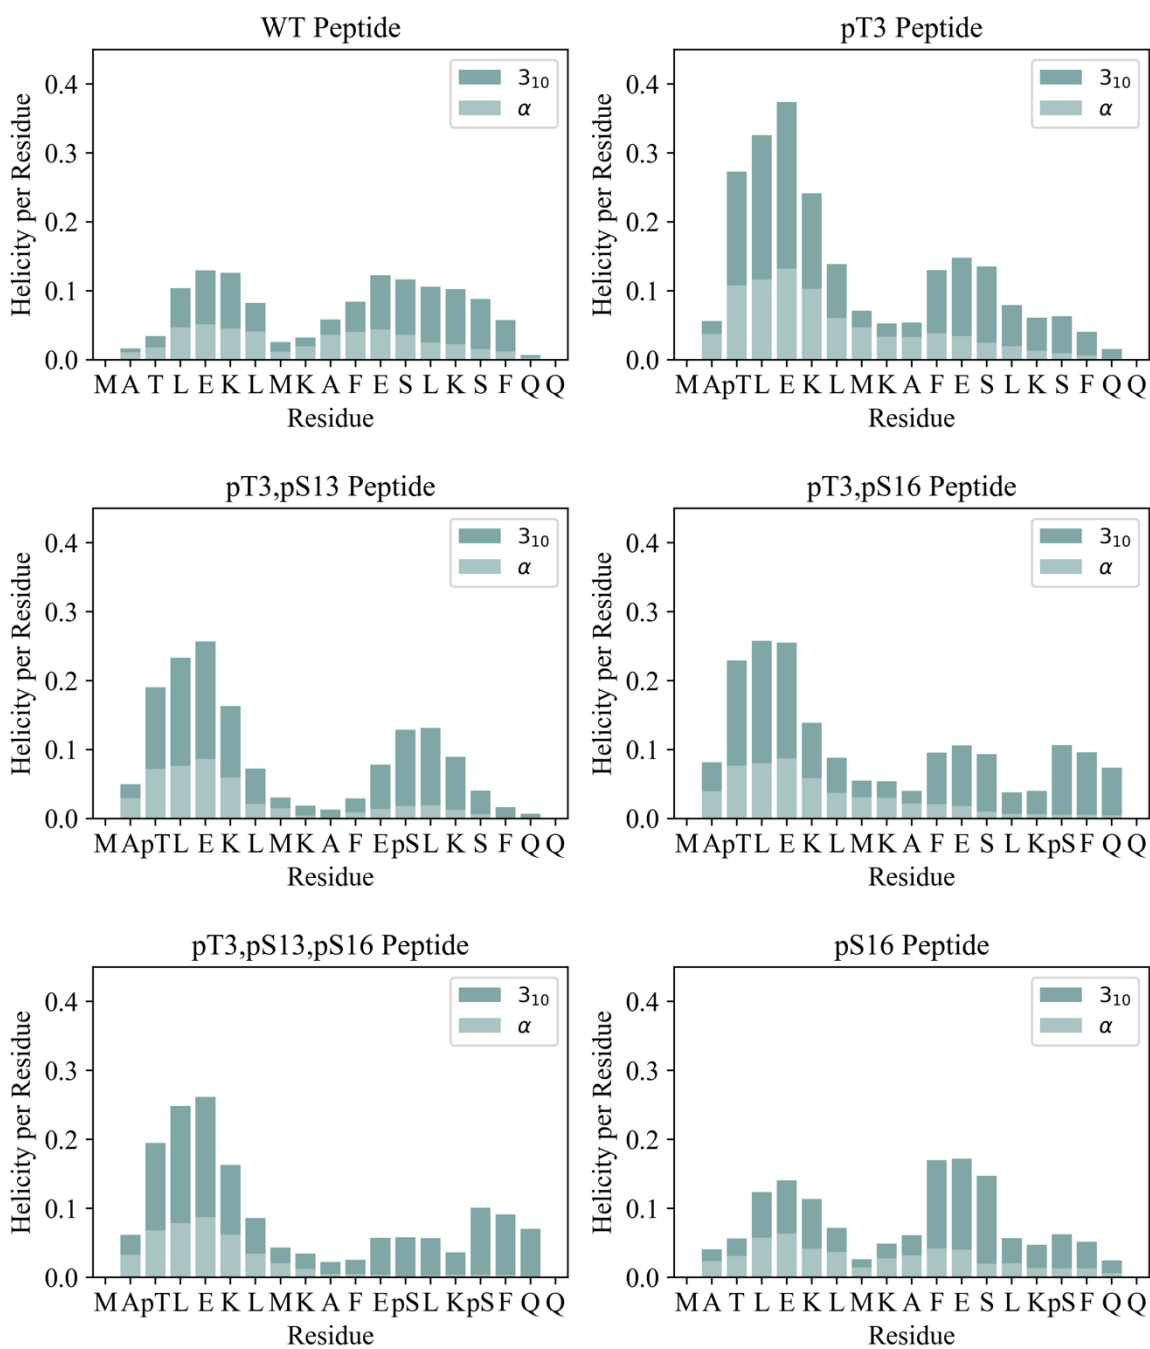 WT Peptide
Helicity per Residue
0.4
0.3
0.2
0.1
0.0
3₁₀
α
M A T L E K L M K A F E S L K S F Q Q
Residue
pT3 Peptide
Helicity per Residue
0.4
0.3
0.2
0.1
0.0
3₁₀
α
M A pT L E K L M K A F E S L K S F Q Q
Residue
pT3,pS13 Peptide
Helicity per Residue
0.4
0.3
0.2
0.1
0.0
3₁₀
α
M A pT L E K L M K A F E pS L K S F Q Q
Residue
pT3,pS16 Peptide
Helicity per Residue
0.4
0.3
0.2
0.1
0.0
3₁₀
α
M A pT L E K L M K A F E S L K pS F Q Q
Residue
pT3,pS13,pS16 Peptide
Helicity per Residue
0.4
0.3
0.2
0.1
0.0
3₁₀
α
M A pT L E K L M K A F E pS L K pS F Q Q
Residue
pS16 Peptide
Helicity per Residue
0.4
0.3
0.2
0.1
0.0
3₁₀
α
M A T L E K L M K A F E S L K pS F Q Q
Residue